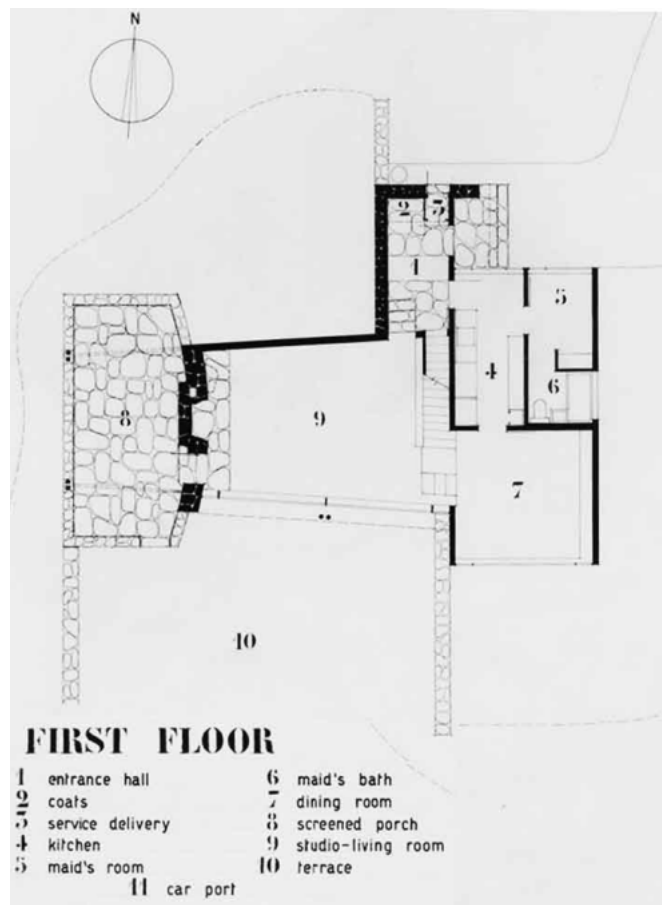 N
2 3
1
5
4
6
8
9
7
10
FIRST FLOOR
1 entrance hall
2 coats
3 service delivery
4 kitchen
5 maid's room
6 maid's bath
7 dining room
8 screened porch
9 studio-living room
10 terrace
11 car port